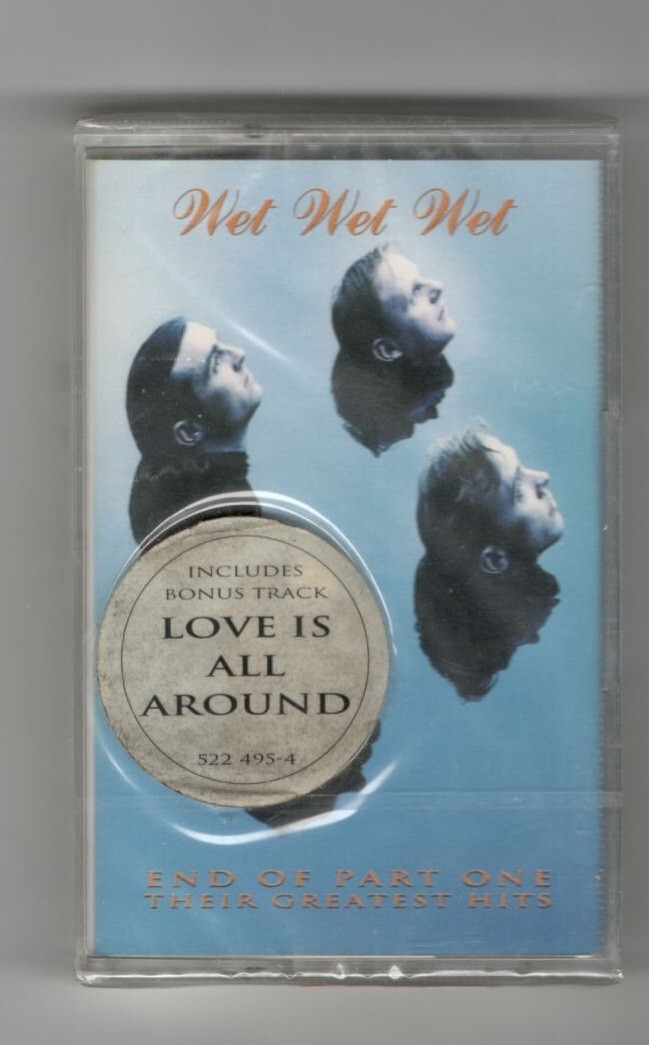 Wet Wet Wet
INCLUDES
BONUS TRACK
LOVE IS
ALL
AROUND
522 495-4
END OF PART ONE
THEIR GREATEST HITS